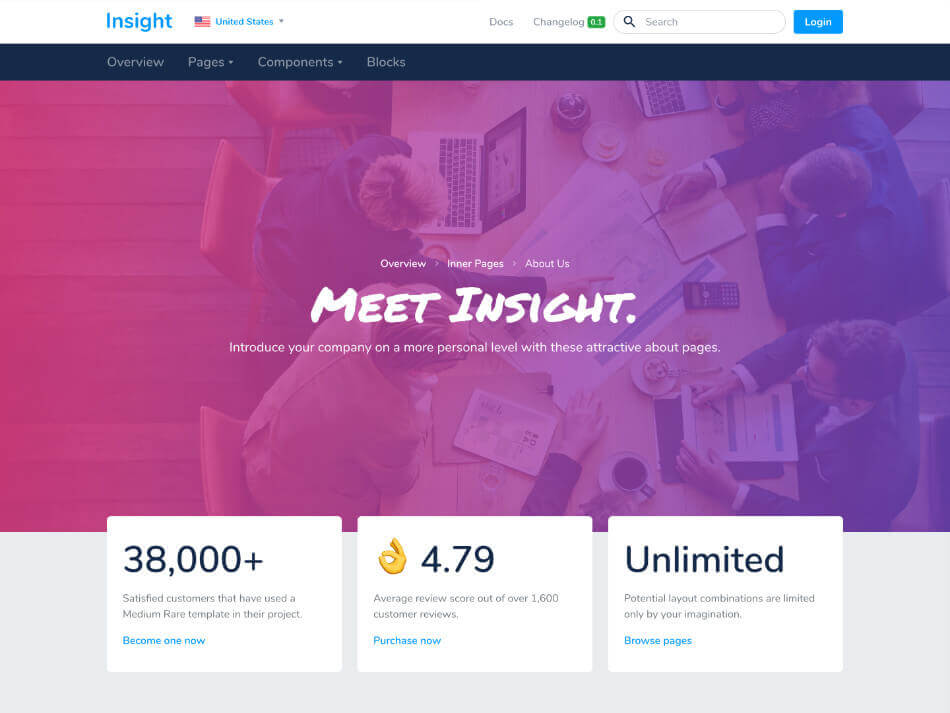 Insight
United States
Docs
Changelog 0.1
Search
Login
Overview
Pages
Components
Blocks
Overview > Inner Pages > About Us
Meet Insight.
Introduce your company on a more personal level with these attractive about pages.
38,000+
Satisfied customers that have used a
Medium Rare template in their project.
Become one now
👌 4.79
Average review score out of over 1,600
customer reviews.
Purchase now
Unlimited
Potential layout combinations are limited
only by your imagination.
Browse pages